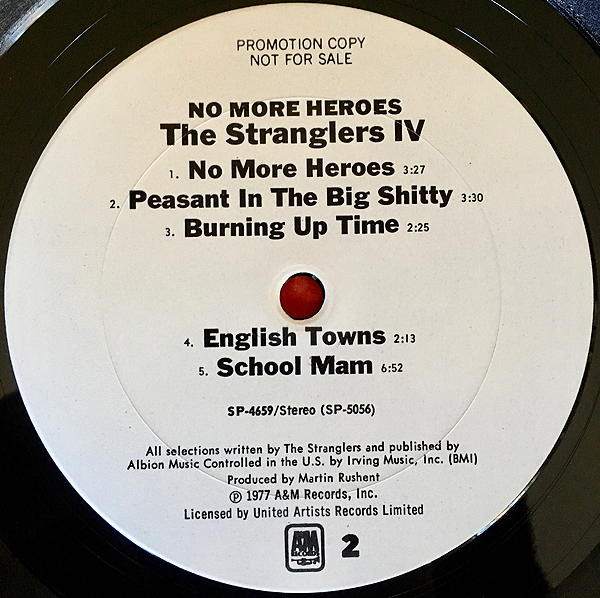 PROMOTION COPY
NOT FOR SALE
NO MORE HEROES
The Stranglers IV
1. No More Heroes 3:27
2. Peasant In The Big Shitty 3:30
3. Burning Up Time 2:25
4. English Towns 2:13
5. School Mam 6:52
SP-4659/Stereo (SP-5056)
All selections written by The Stranglers and published by
Albion Music Controlled in the U.S. by Irving Music, Inc. (BMI)
Produced by Martin Rushent
℗ 1977 A&M Records, Inc.
Licensed by United Artists Records Limited
A&M RECORDS 2